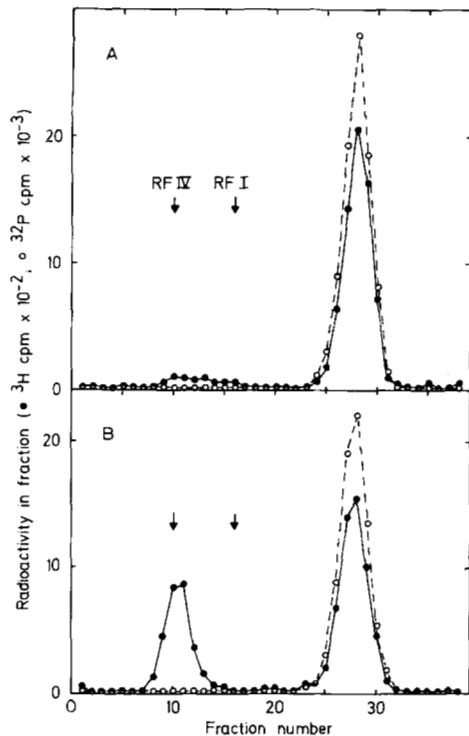 A
20
RF IV
RF I
10
0
B
20
10
0
0
10
20
30
Fraction number
Radioactivity in fraction (● ³H cpm x 10⁻², ○ ³²P cpm x 10⁻³)